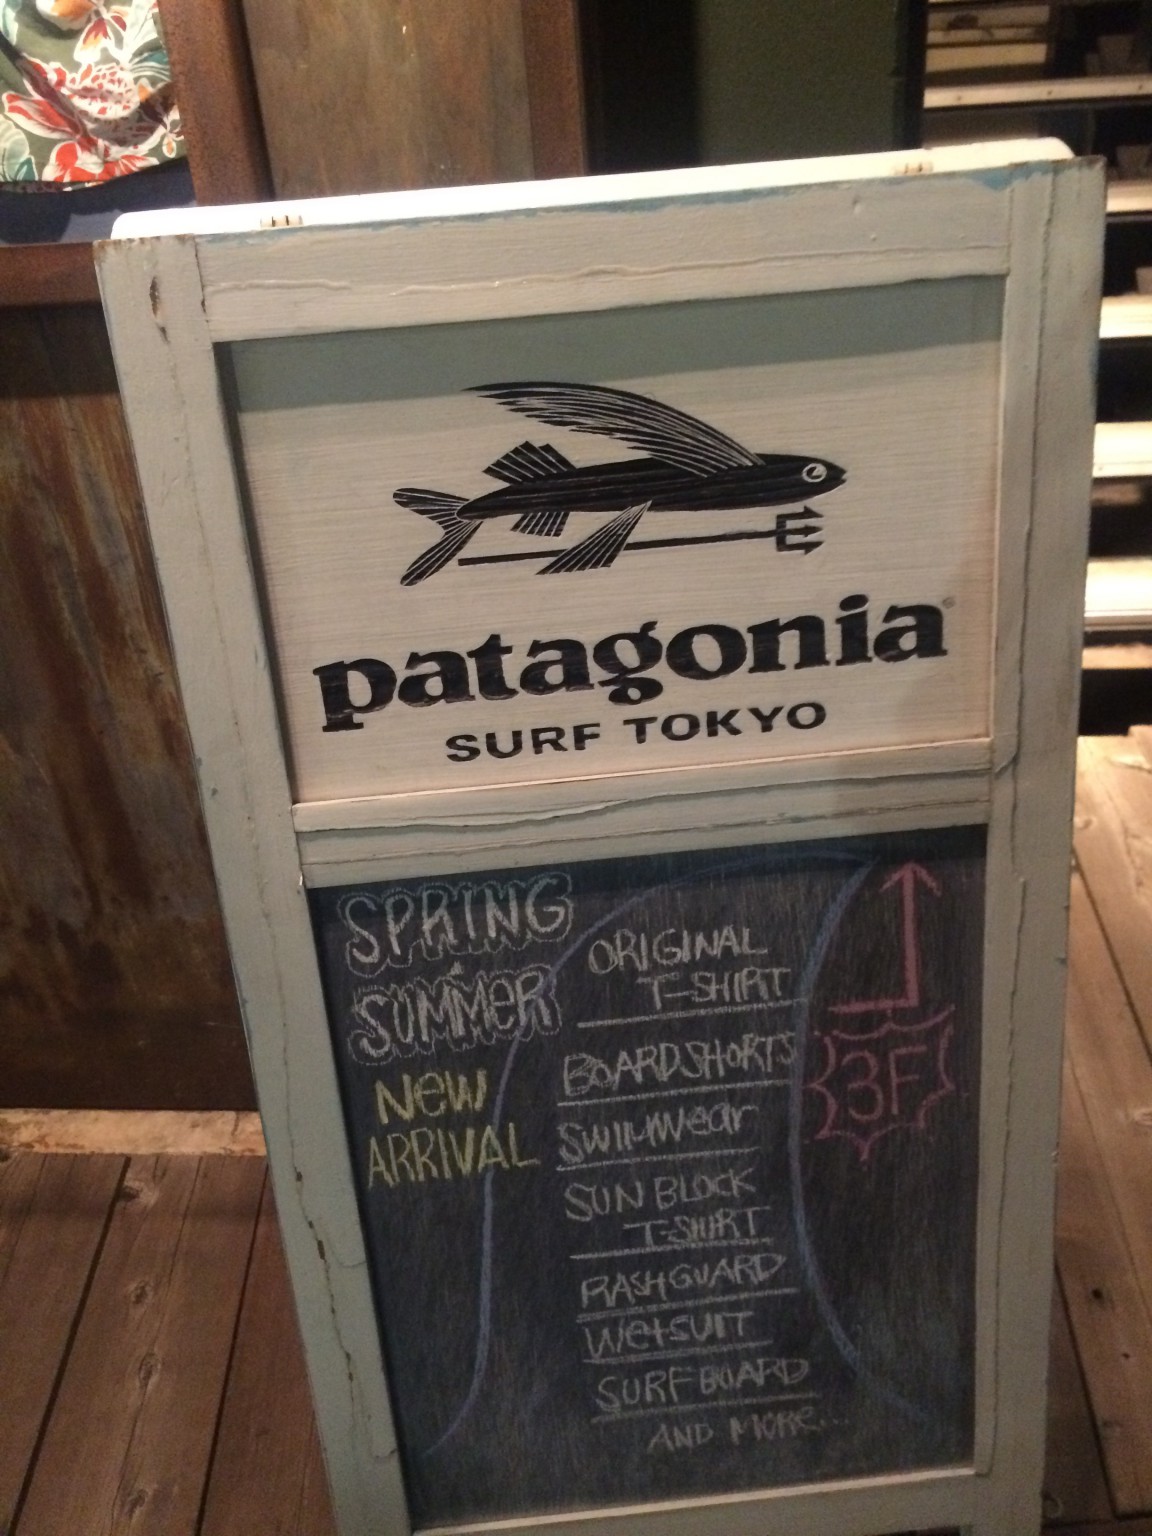 patagonia®
SURF TOKYO
SPRING
SUMMER
NEW
ARRIVAL
ORIGINAL
T-SHIRT
BOARDSHORTS
SWIMWear
SUN BLOCK
T-SHIRT
RASHGUARD
WetSUIT
SURFBOARD
AND MORE...
3F